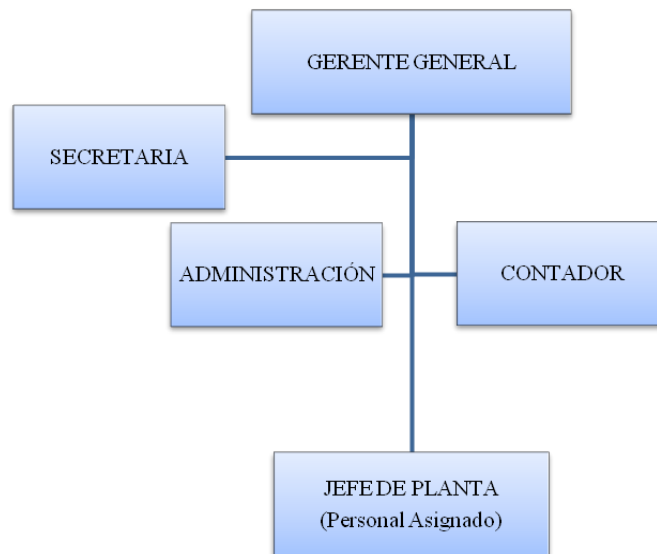 GERENTE GENERAL
SECRETARIA
ADMINISTRACIÓN
CONTADOR
JEFE DE PLANTA
(Personal Asignado)